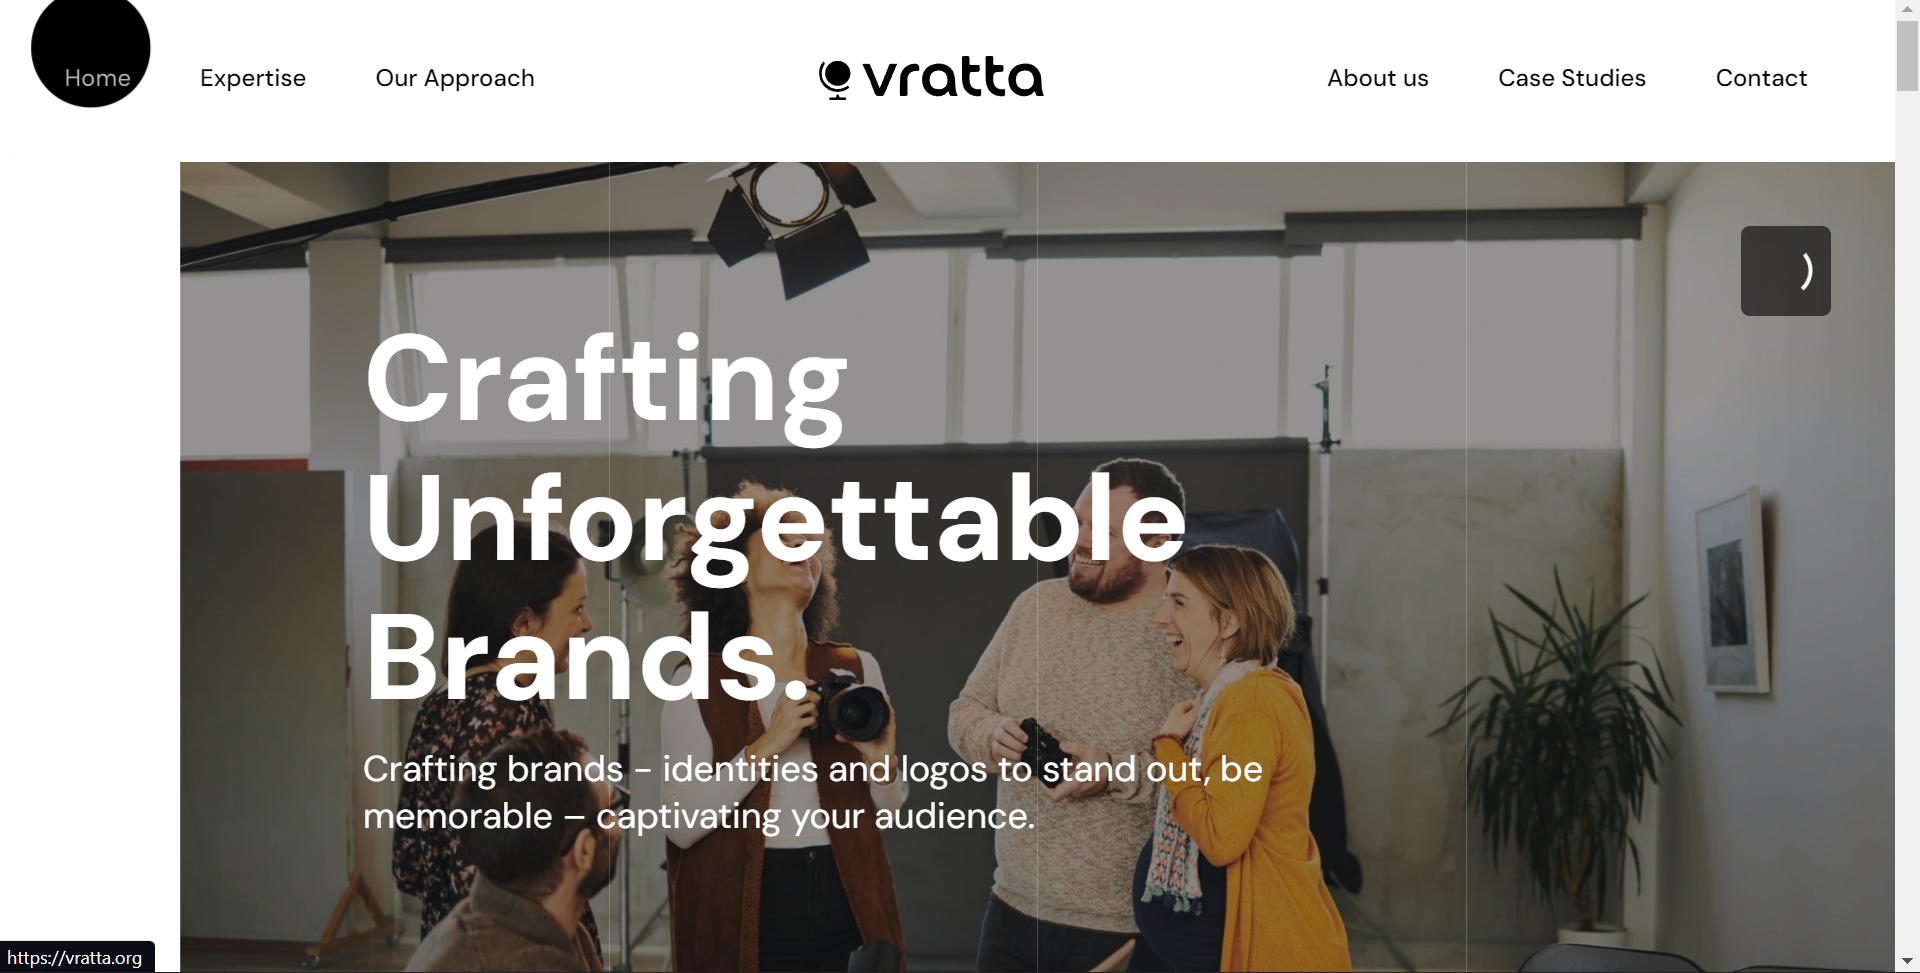 Home
Expertise
Our Approach
vratta
About us
Case Studies
Contact
Crafting
Unforgettable
Brands.
Crafting brands - identities and logos to stand out, be
memorable – captivating your audience.
https://vratta.org